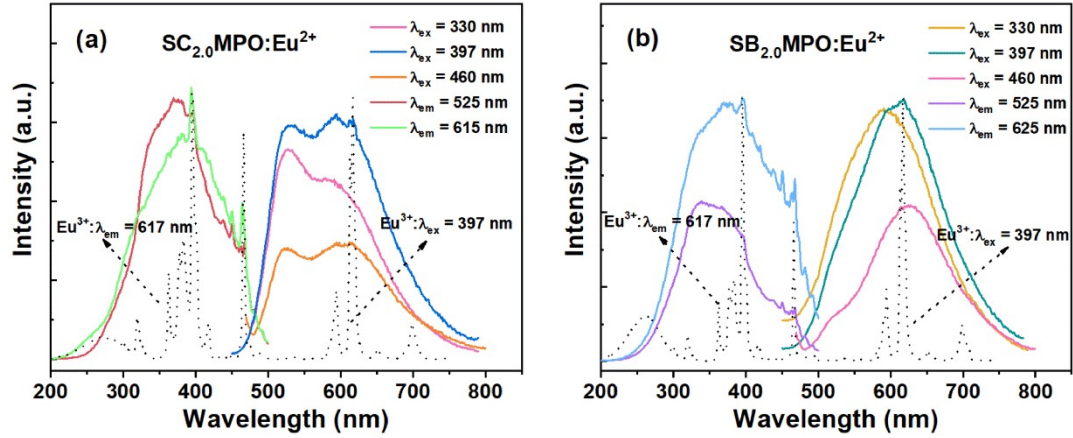 (a)
SC₂.₀MPO:Eu²⁺
λex = 330 nm
λex = 397 nm
λex = 460 nm
λem = 525 nm
λem = 615 nm
Eu³⁺:λem = 617 nm
Eu³⁺:λex = 397 nm
Intensity (a.u.)
200 300 400 500 600 700 800
Wavelength (nm)
(b)
SB₂.₀MPO:Eu²⁺
λex = 330 nm
λex = 397 nm
λex = 460 nm
λem = 525 nm
λem = 625 nm
Eu³⁺:λem = 617 nm
Eu³⁺:λex = 397 nm
Intensity (a.u.)
200 300 400 500 600 700 800
Wavelength (nm)